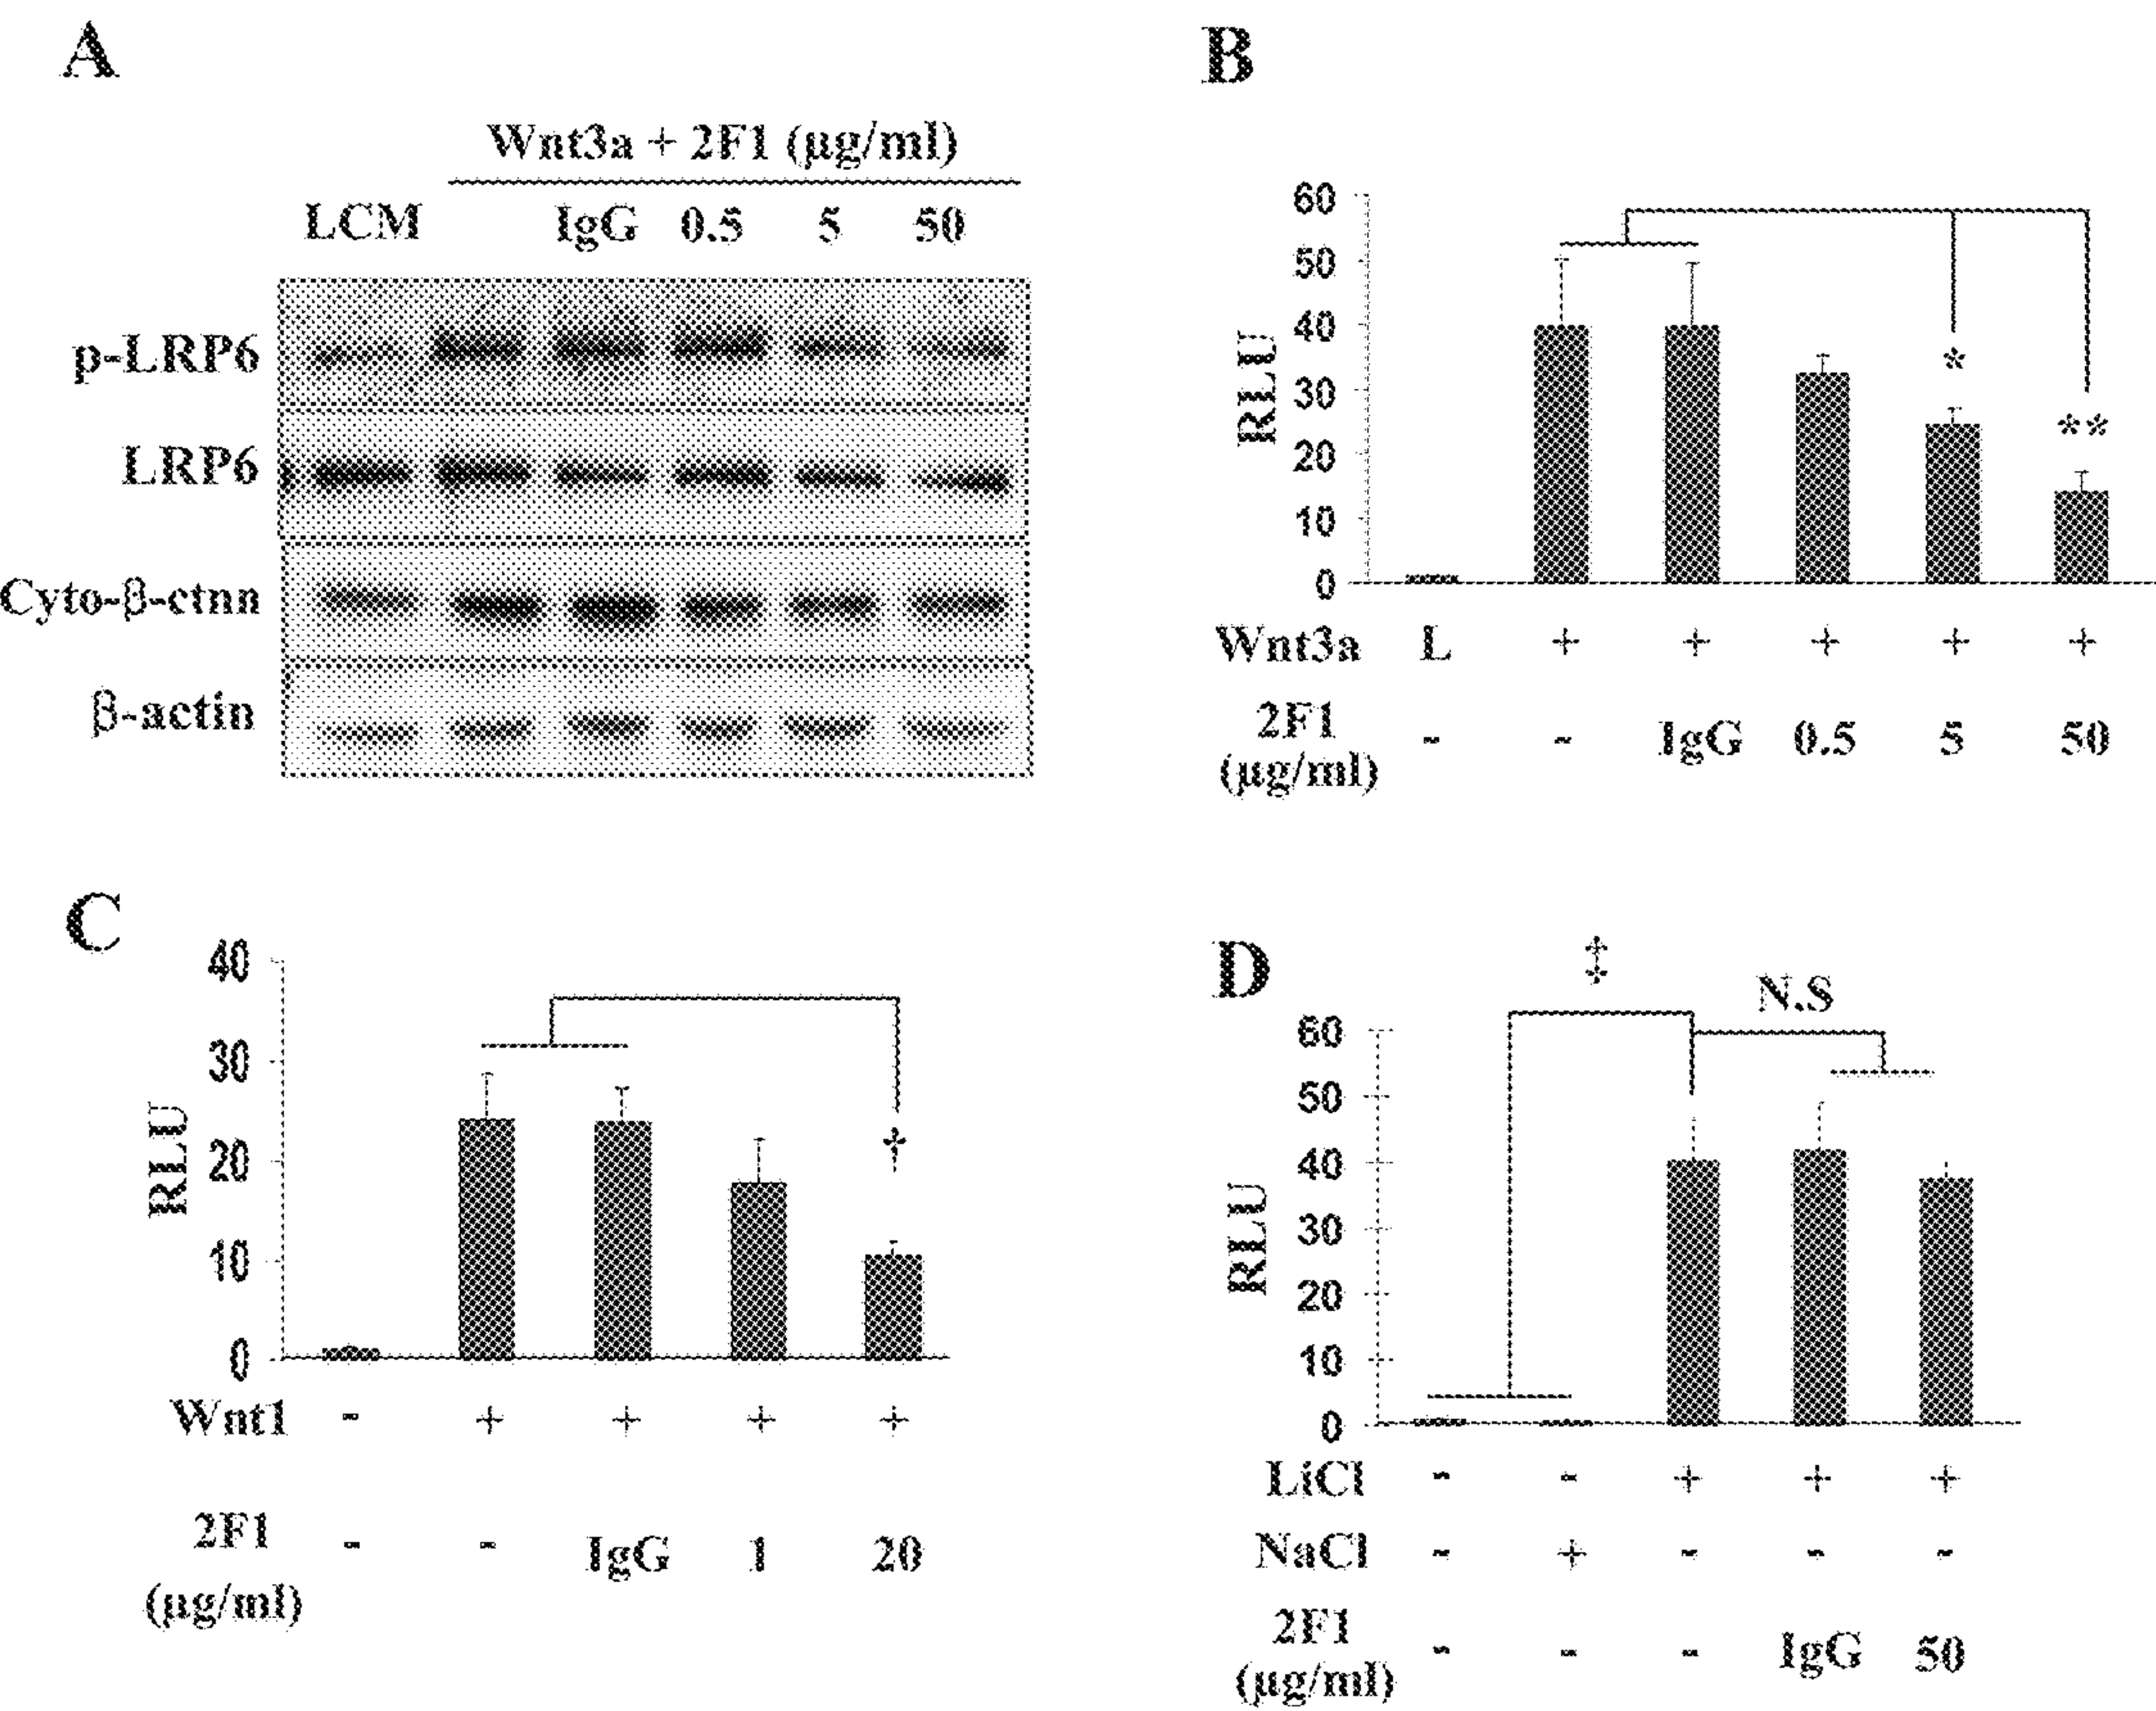 A
Wnt3a + 2F1 (µg/ml)
LCM IgG 0.5 5 50
p-LRP6
LRP6
Cyto-β-ctnn
β-actin
B
60
50
40
30
20
10
0
RLU
*
**
Wnt3a L + + + + +
2F1 - - IgG 0.5 5 50
(µg/ml)
C
40
30
20
10
0
RLU
†
Wnt1 - + + + +
2F1 - - IgG 1 20
(µg/ml)
D
‡
N.S
60
50
40
30
20
10
0
RLU
LiCl - - + + +
NaCl - + - - -
2F1 - - - IgG 50
(µg/ml)